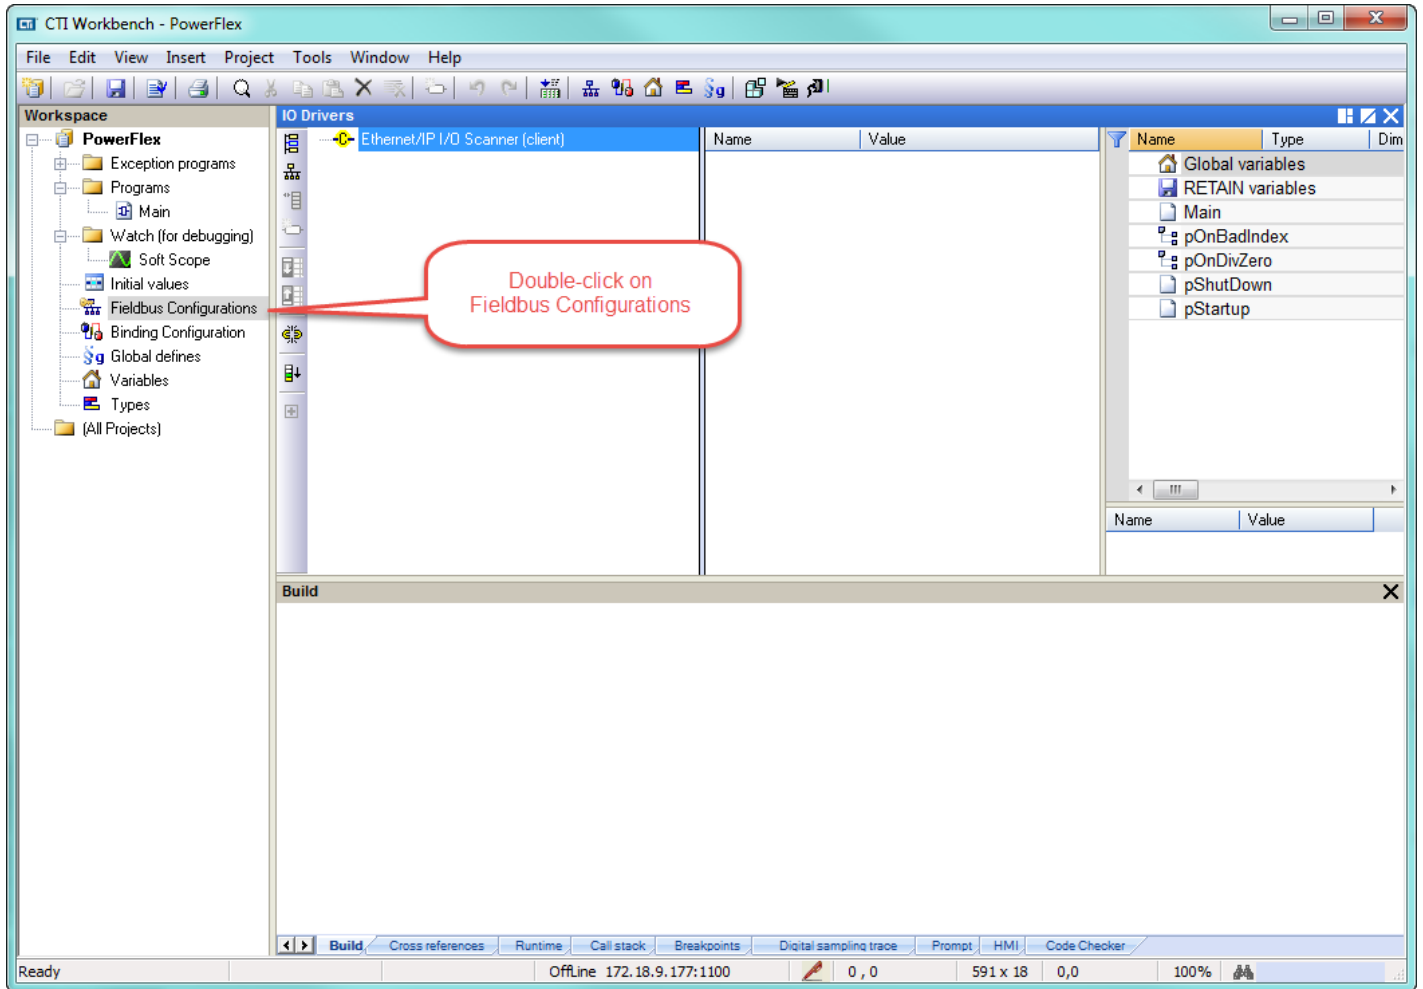 CTI Workbench - PowerFlex
File Edit View Insert Project Tools Window Help
Workspace
PowerFlex
Exception programs
Programs
Main
Watch (for debugging)
Soft Scope
Initial values
Fieldbus Configurations
Binding Configuration
Global defines
Variables
Types
(All Projects)
IO Drivers
Ethernet/IP I/O Scanner (client)
Name Value
Double-click on
Fieldbus Configurations
Name Type Dim
Global variables
RETAIN variables
Main
pOnBadIndex
pOnDivZero
pShutDown
pStartup
Name Value
Build
Build Cross references Runtime Call stack Breakpoints Digital sampling trace Prompt HMI Code Checker
Ready OffLine 172.18.9.177:1100 0 , 0 591 x 18 0,0 100%